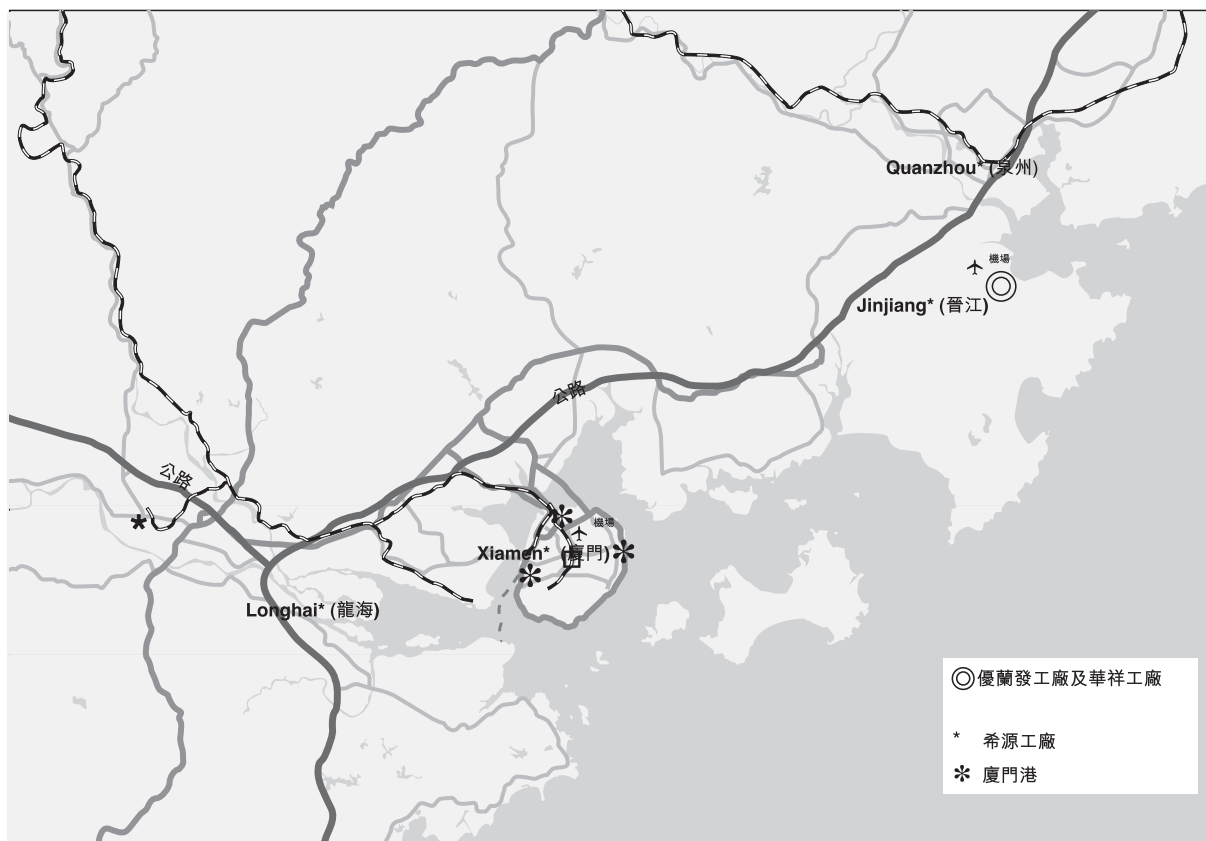 Quanzhou* (泉州)
機場
Jinjiang* (晉江)
公路
公路
機場
Xiamen* (廈門)
Longhai* (龍海)
優蘭發工廠及華祥工廠
* 希源工廠
廈門港